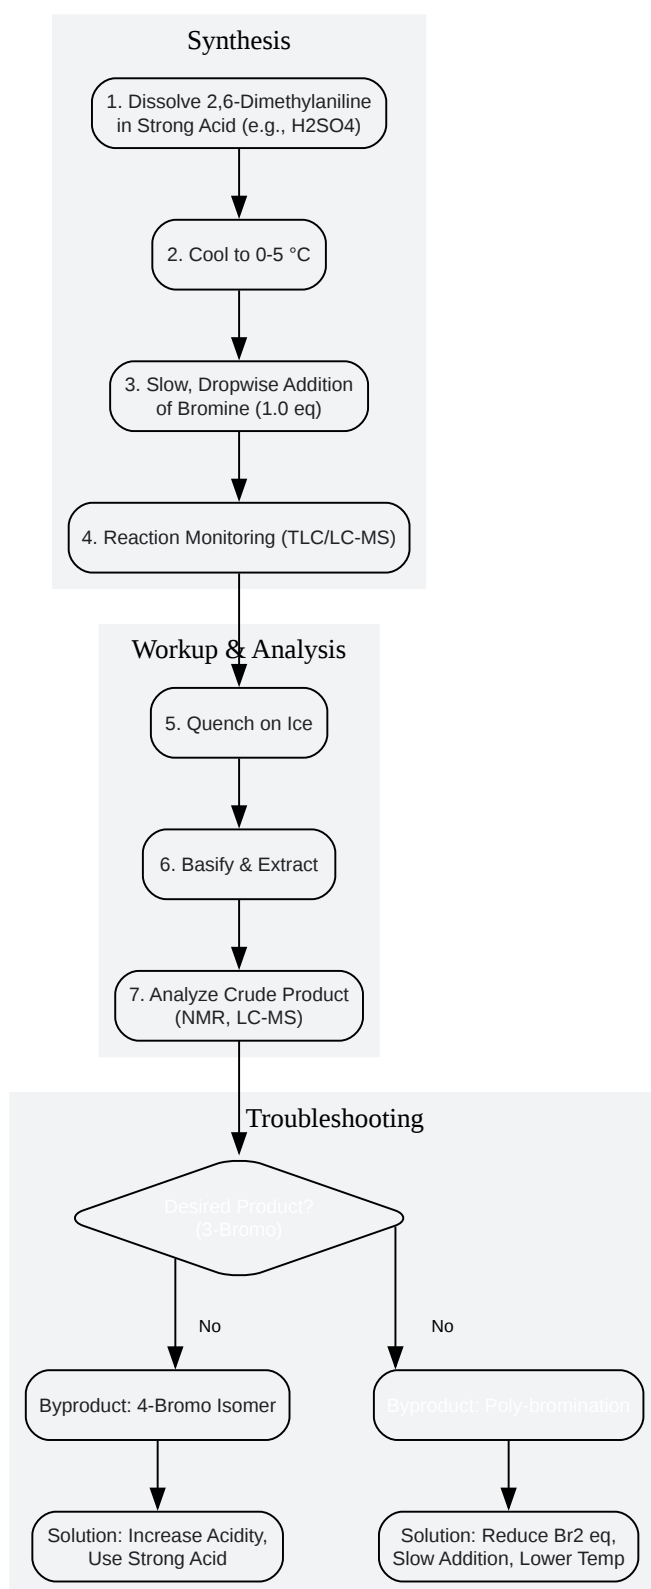 Synthesis
1. Dissolve 2,6-Dimethylaniline
in Strong Acid (e.g., H2SO4)
2. Cool to 0-5 °C
3. Slow, Dropwise Addition
of Bromine (1.0 eq)
4. Reaction Monitoring (TLC/LC-MS)
Workup & Analysis
5. Quench on Ice
6. Basify & Extract
7. Analyze Crude Product
(NMR, LC-MS)
Troubleshooting
Desired Product?
(3-Bromo)
No
No
Byproduct: 4-Bromo Isomer
Byproduct: Poly-bromination
Solution: Increase Acidity,
Use Strong Acid
Solution: Reduce Br2 eq,
Slow Addition, Lower Temp